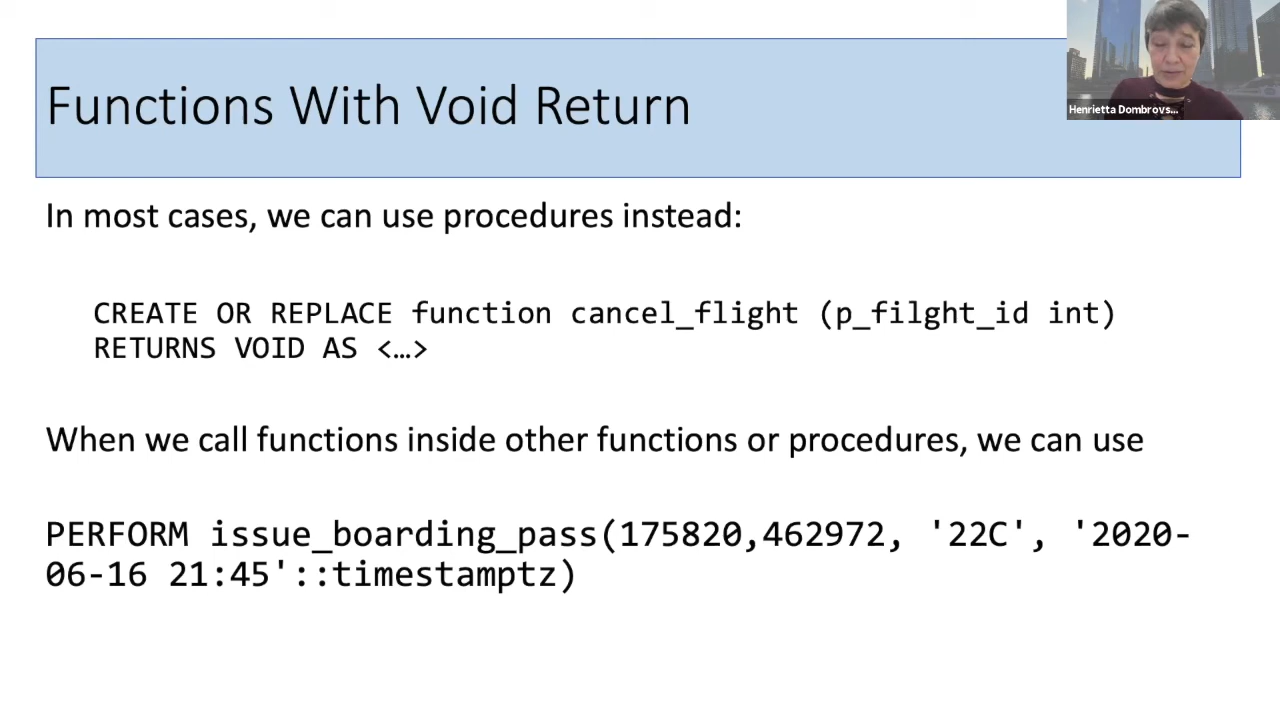 Functions With Void Return
Henrietta Dombrovs...
In most cases, we can use procedures instead:
CREATE OR REPLACE function cancel_flight (p_filght_id int)
RETURNS VOID AS <…>
When we call functions inside other functions or procedures, we can use
PERFORM issue_boarding_pass(175820,462972, '22C', '2020-
06-16 21:45'::timestamptz)